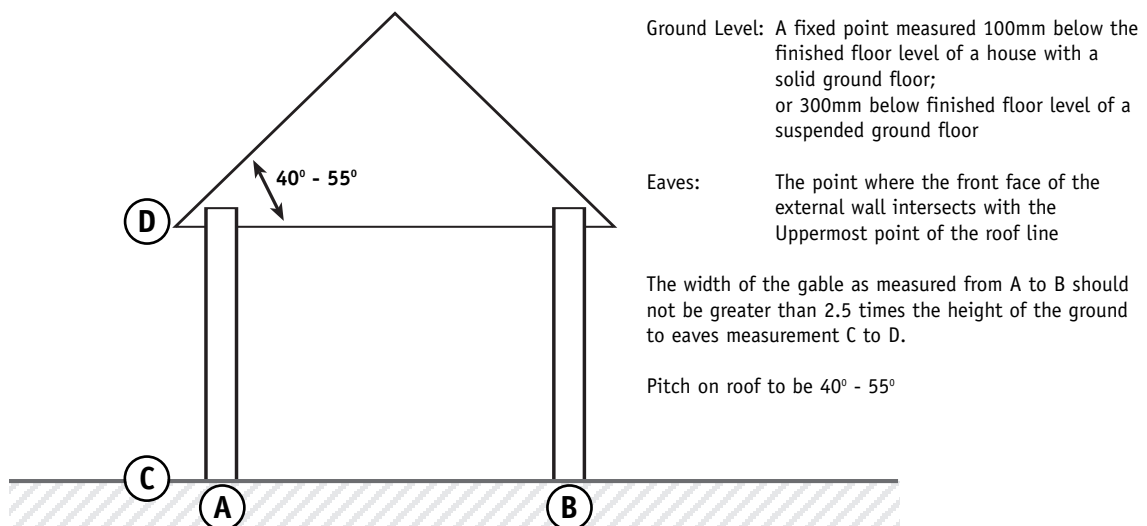 40⁰ - 55⁰
D
C
A
B
Ground Level: A fixed point measured 100mm below the
finished floor level of a house with a
solid ground floor;
or 300mm below finished floor level of a
suspended ground floor
Eaves: The point where the front face of the
external wall intersects with the
Uppermost point of the roof line
The width of the gable as measured from A to B should
not be greater than 2.5 times the height of the ground
to eaves measurement C to D.
Pitch on roof to be 40⁰ - 55⁰